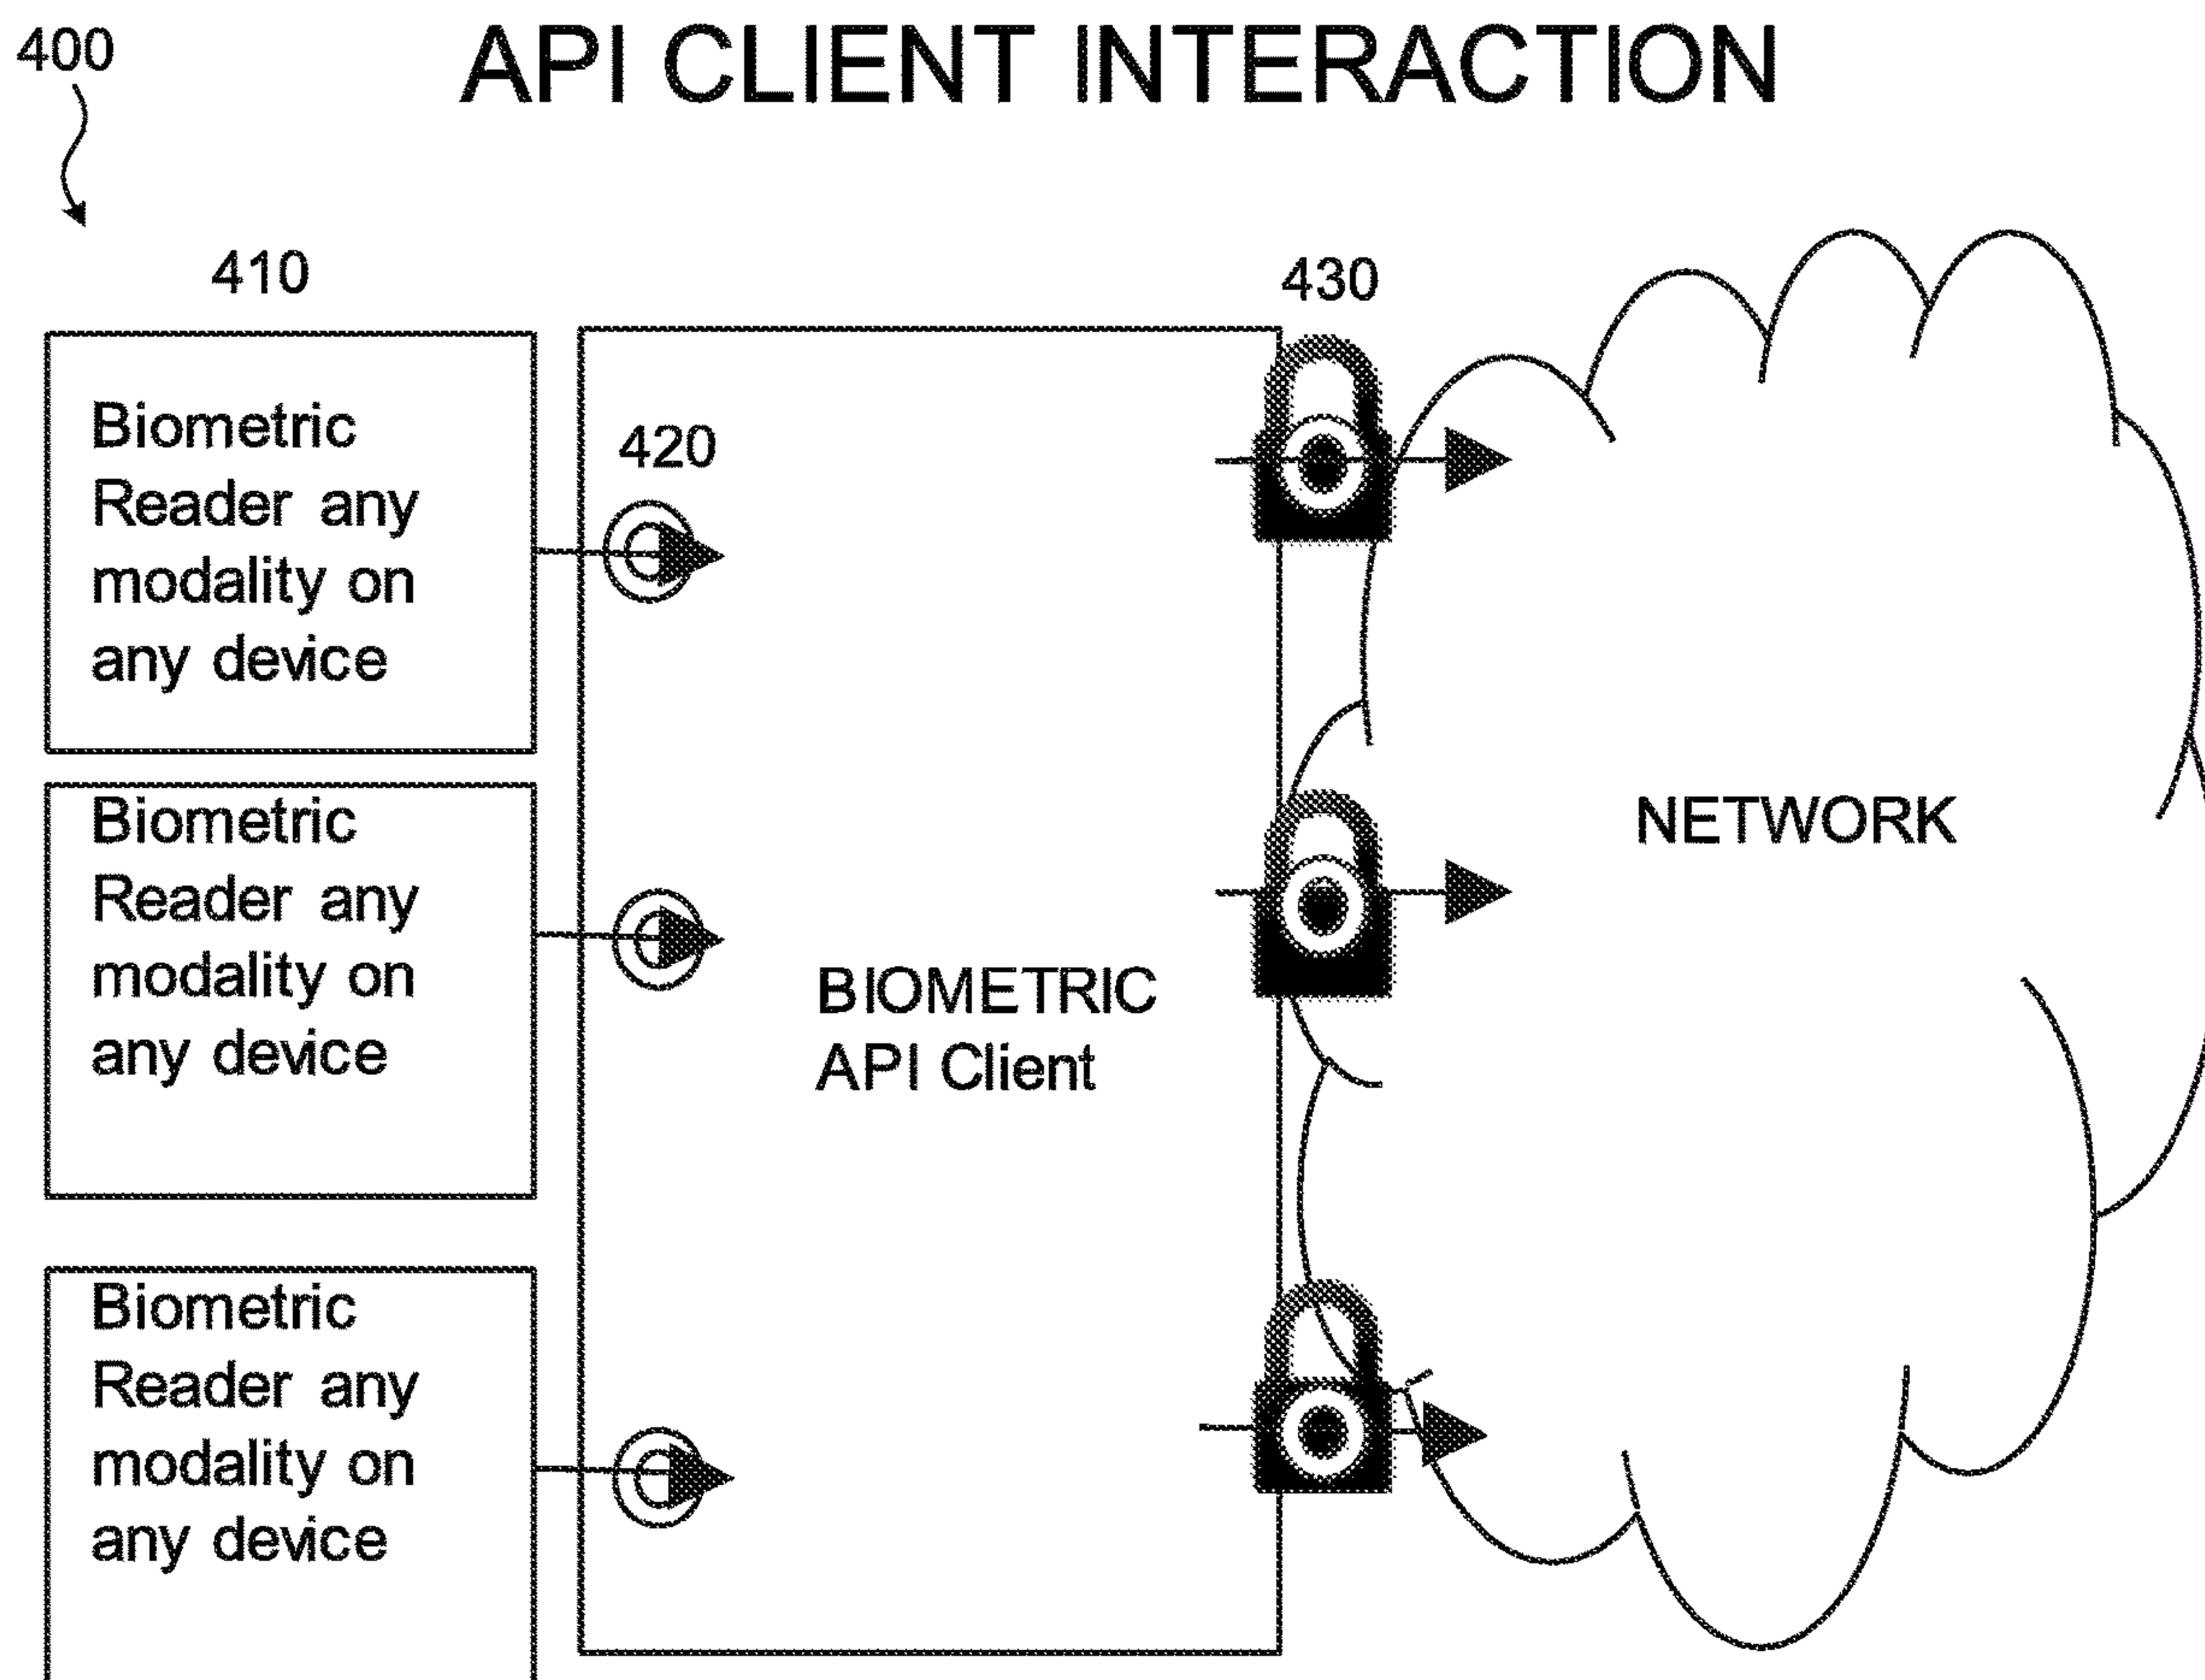 400
API CLIENT INTERACTION
410
430
Biometric
Reader any
modality on
any device
420
Biometric
Reader any
modality on
any device
NETWORK
BIOMETRIC
API Client
Biometric
Reader any
modality on
any device